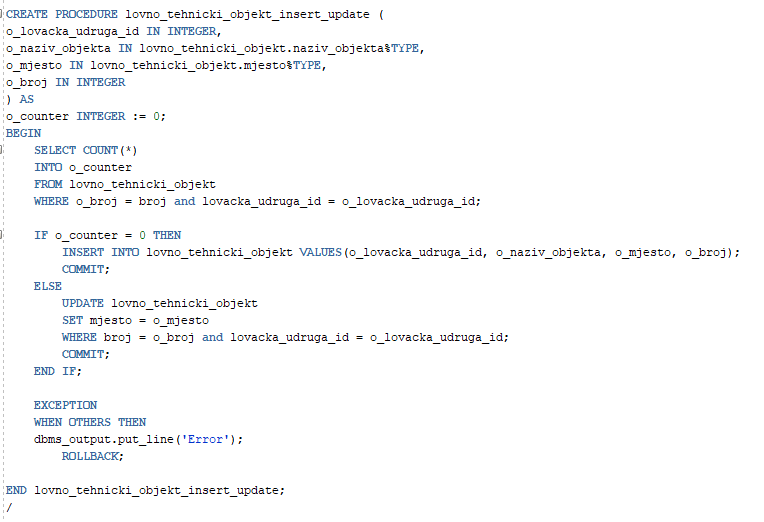 CREATE PROCEDURE lovno_tehnicki_objekt_insert_update (
o_lovacka_udruga_id IN INTEGER,
o_naziv_objekta IN lovno_tehnicki_objekt.naziv_objekta%TYPE,
o_mjesto IN lovno_tehnicki_objekt.mjesto%TYPE,
o_broj IN INTEGER
) AS
o_counter INTEGER := 0;
BEGIN
    SELECT COUNT(*)
    INTO o_counter
    FROM lovno_tehnicki_objekt
    WHERE o_broj = broj and lovacka_udruga_id = o_lovacka_udruga_id;

    IF o_counter = 0 THEN
        INSERT INTO lovno_tehnicki_objekt VALUES(o_lovacka_udruga_id, o_naziv_objekta, o_mjesto, o_broj);
        COMMIT;
    ELSE
        UPDATE lovno_tehnicki_objekt
        SET mjesto = o_mjesto
        WHERE broj = o_broj and lovacka_udruga_id = o_lovacka_udruga_id;
        COMMIT;
    END IF;

    EXCEPTION
    WHEN OTHERS THEN
    dbms_output.put_line('Error');
        ROLLBACK;

END lovno_tehnicki_objekt_insert_update;
/